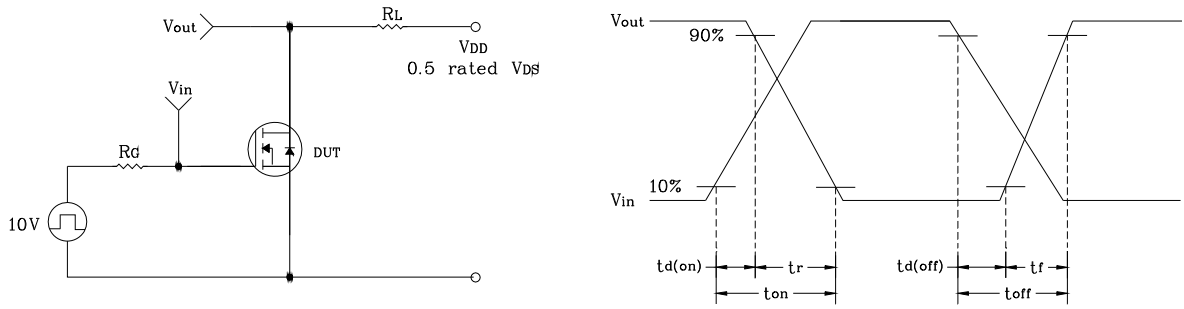 Vout
RL
VDD
0.5 rated VDS
Vin
RG
DUT
10V
Vout
90%
10%
Vin
td(on)
tr
td(off)
tf
ton
toff